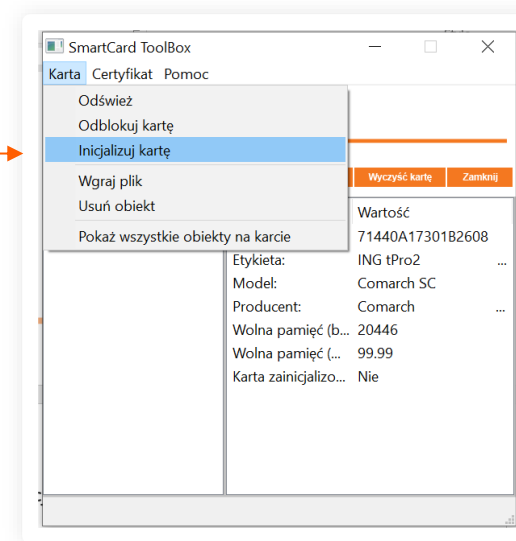 SmartCard ToolBox
Karta Certyfikat Pomoc
Odśwież
Odblokuj kartę
Inicjalizuj kartę
Wgraj plik
Usuń obiekt
Pokaż wszystkie obiekty na karcie
Wyczyść kartę Zamknij
Wartość
71440A17301B2608
Etykieta: ING tPro2 ...
Model: Comarch SC
Producent: Comarch ...
Wolna pamięć (b... 20446
Wolna pamięć (... 99.99
Karta zainicjalizo... Nie